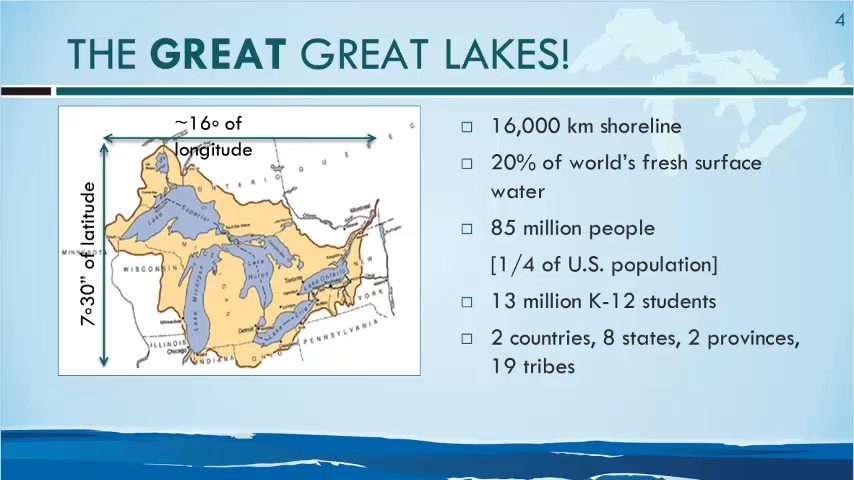 4
THE GREAT GREAT LAKES!
~16o of
longitude
7o30” of latitude
ONTARIO
QUEBEC
MINNESOTA
WISCONSIN
Lake Superior
Lake Michigan
Lake Huron
Lake Ontario
Lake Erie
Montreal
Ottawa
Toronto
Milwaukee
Chicago
Detroit
ILLINOIS
INDIANA
OHIO
PENNSYLVANIA
NEW
YORK
□ 16,000 km shoreline
□ 20% of world’s fresh surface
water
□ 85 million people
[1/4 of U.S. population]
□ 13 million K-12 students
□ 2 countries, 8 states, 2 provinces,
19 tribes